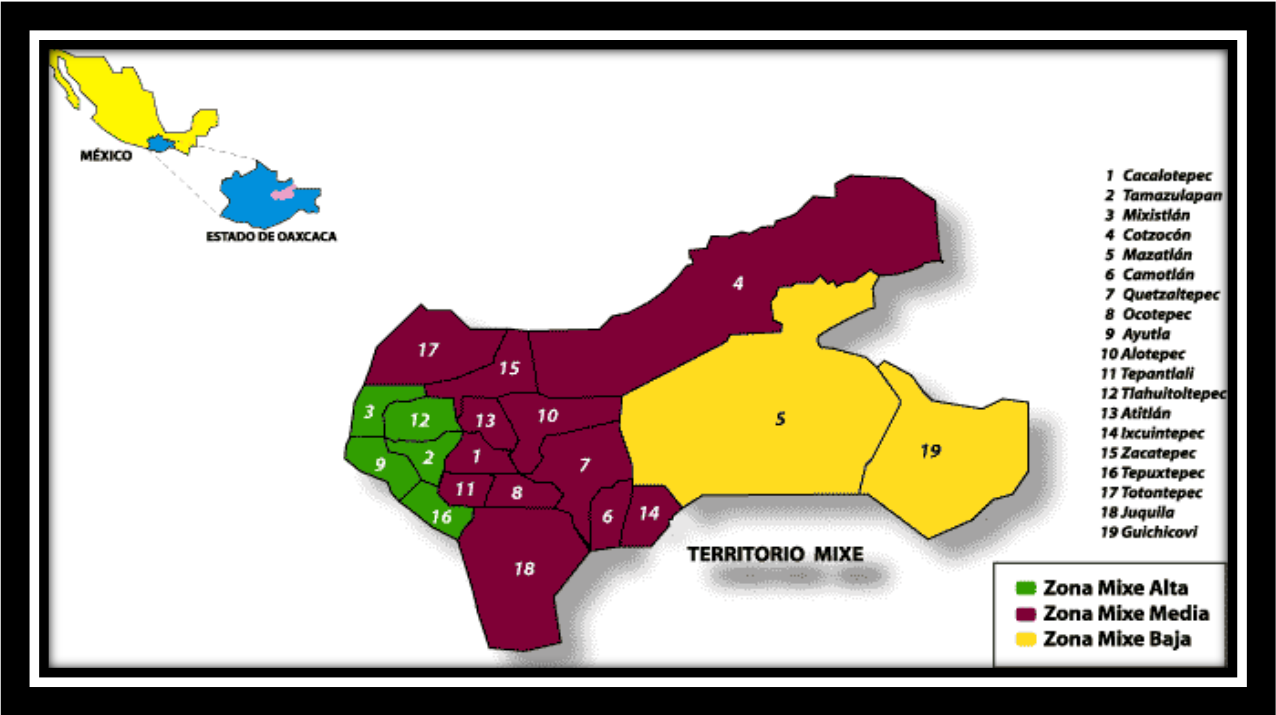 MÉXICO
ESTADO DE OAXCACA
1 Cacalotepec
2 Tamazulapan
3 Mixistlán
4 Cotzocón
5 Mazatlán
6 Camotlán
7 Quetzaltepec
8 Ocotepec
9 Ayutla
10 Alotepec
11 Tepantlali
12 Tlahuitoltepec
13 Atitlán
14 Ixcuintepec
15 Zacatepec
16 Tepuxtepec
17 Totontepec
18 Juquila
19 Guichicovi
4
17
15
3
12
13
10
5
19
9
2
1
7
11
8
16
6
14
18
TERRITORIO MIXE
Zona Mixe Alta
Zona Mixe Media
Zona Mixe Baja